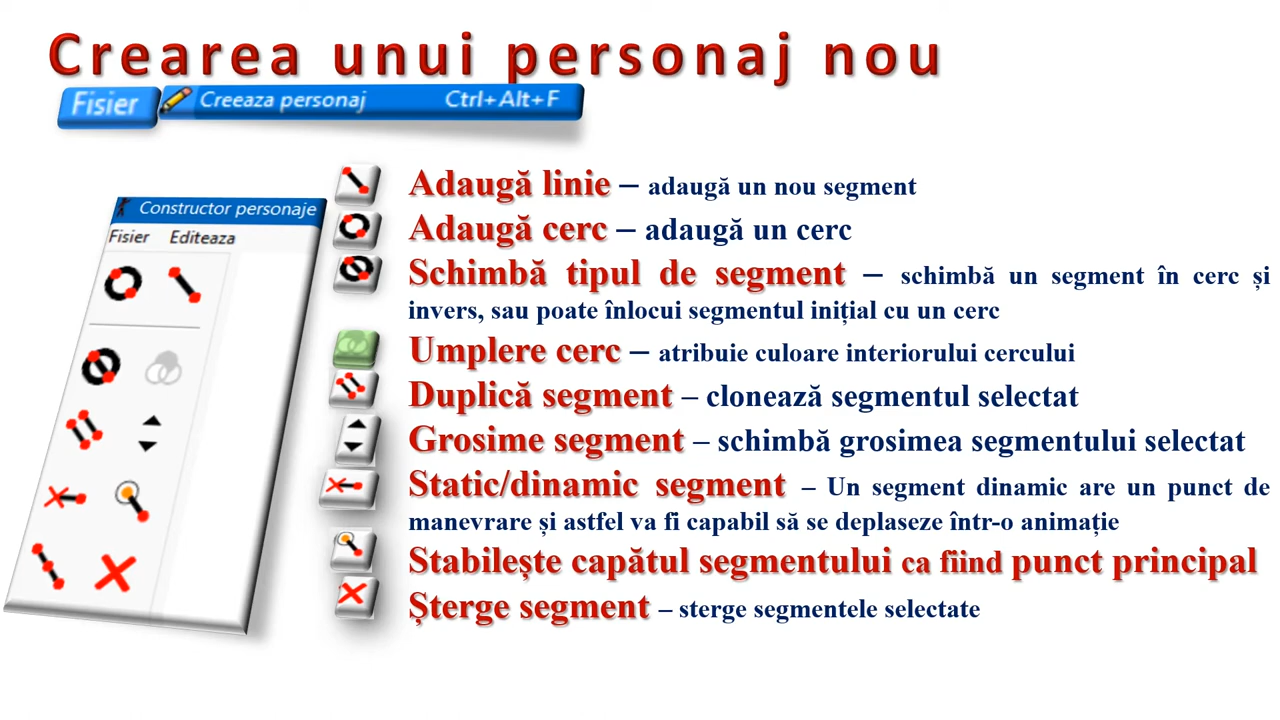 Crearea unui personaj nou
Fisier Creeaza personaj Ctrl+Alt+F
Constructor personaje
Fisier Editeaza
Adaugă linie – adaugă un nou segment
Adaugă cerc – adaugă un cerc
Schimbă tipul de segment – schimbă un segment în cerc și
invers, sau poate înlocui segmentul inițial cu un cerc
Umplere cerc – atribuie culoare interiorului cercului
Duplică segment – clonează segmentul selectat
Grosime segment – schimbă grosimea segmentului selectat
Static/dinamic segment – Un segment dinamic are un punct de
manevrare și astfel va fi capabil să se deplaseze într-o animație
Stabilește capătul segmentului ca fiind punct principal
Șterge segment – sterge segmentele selectate